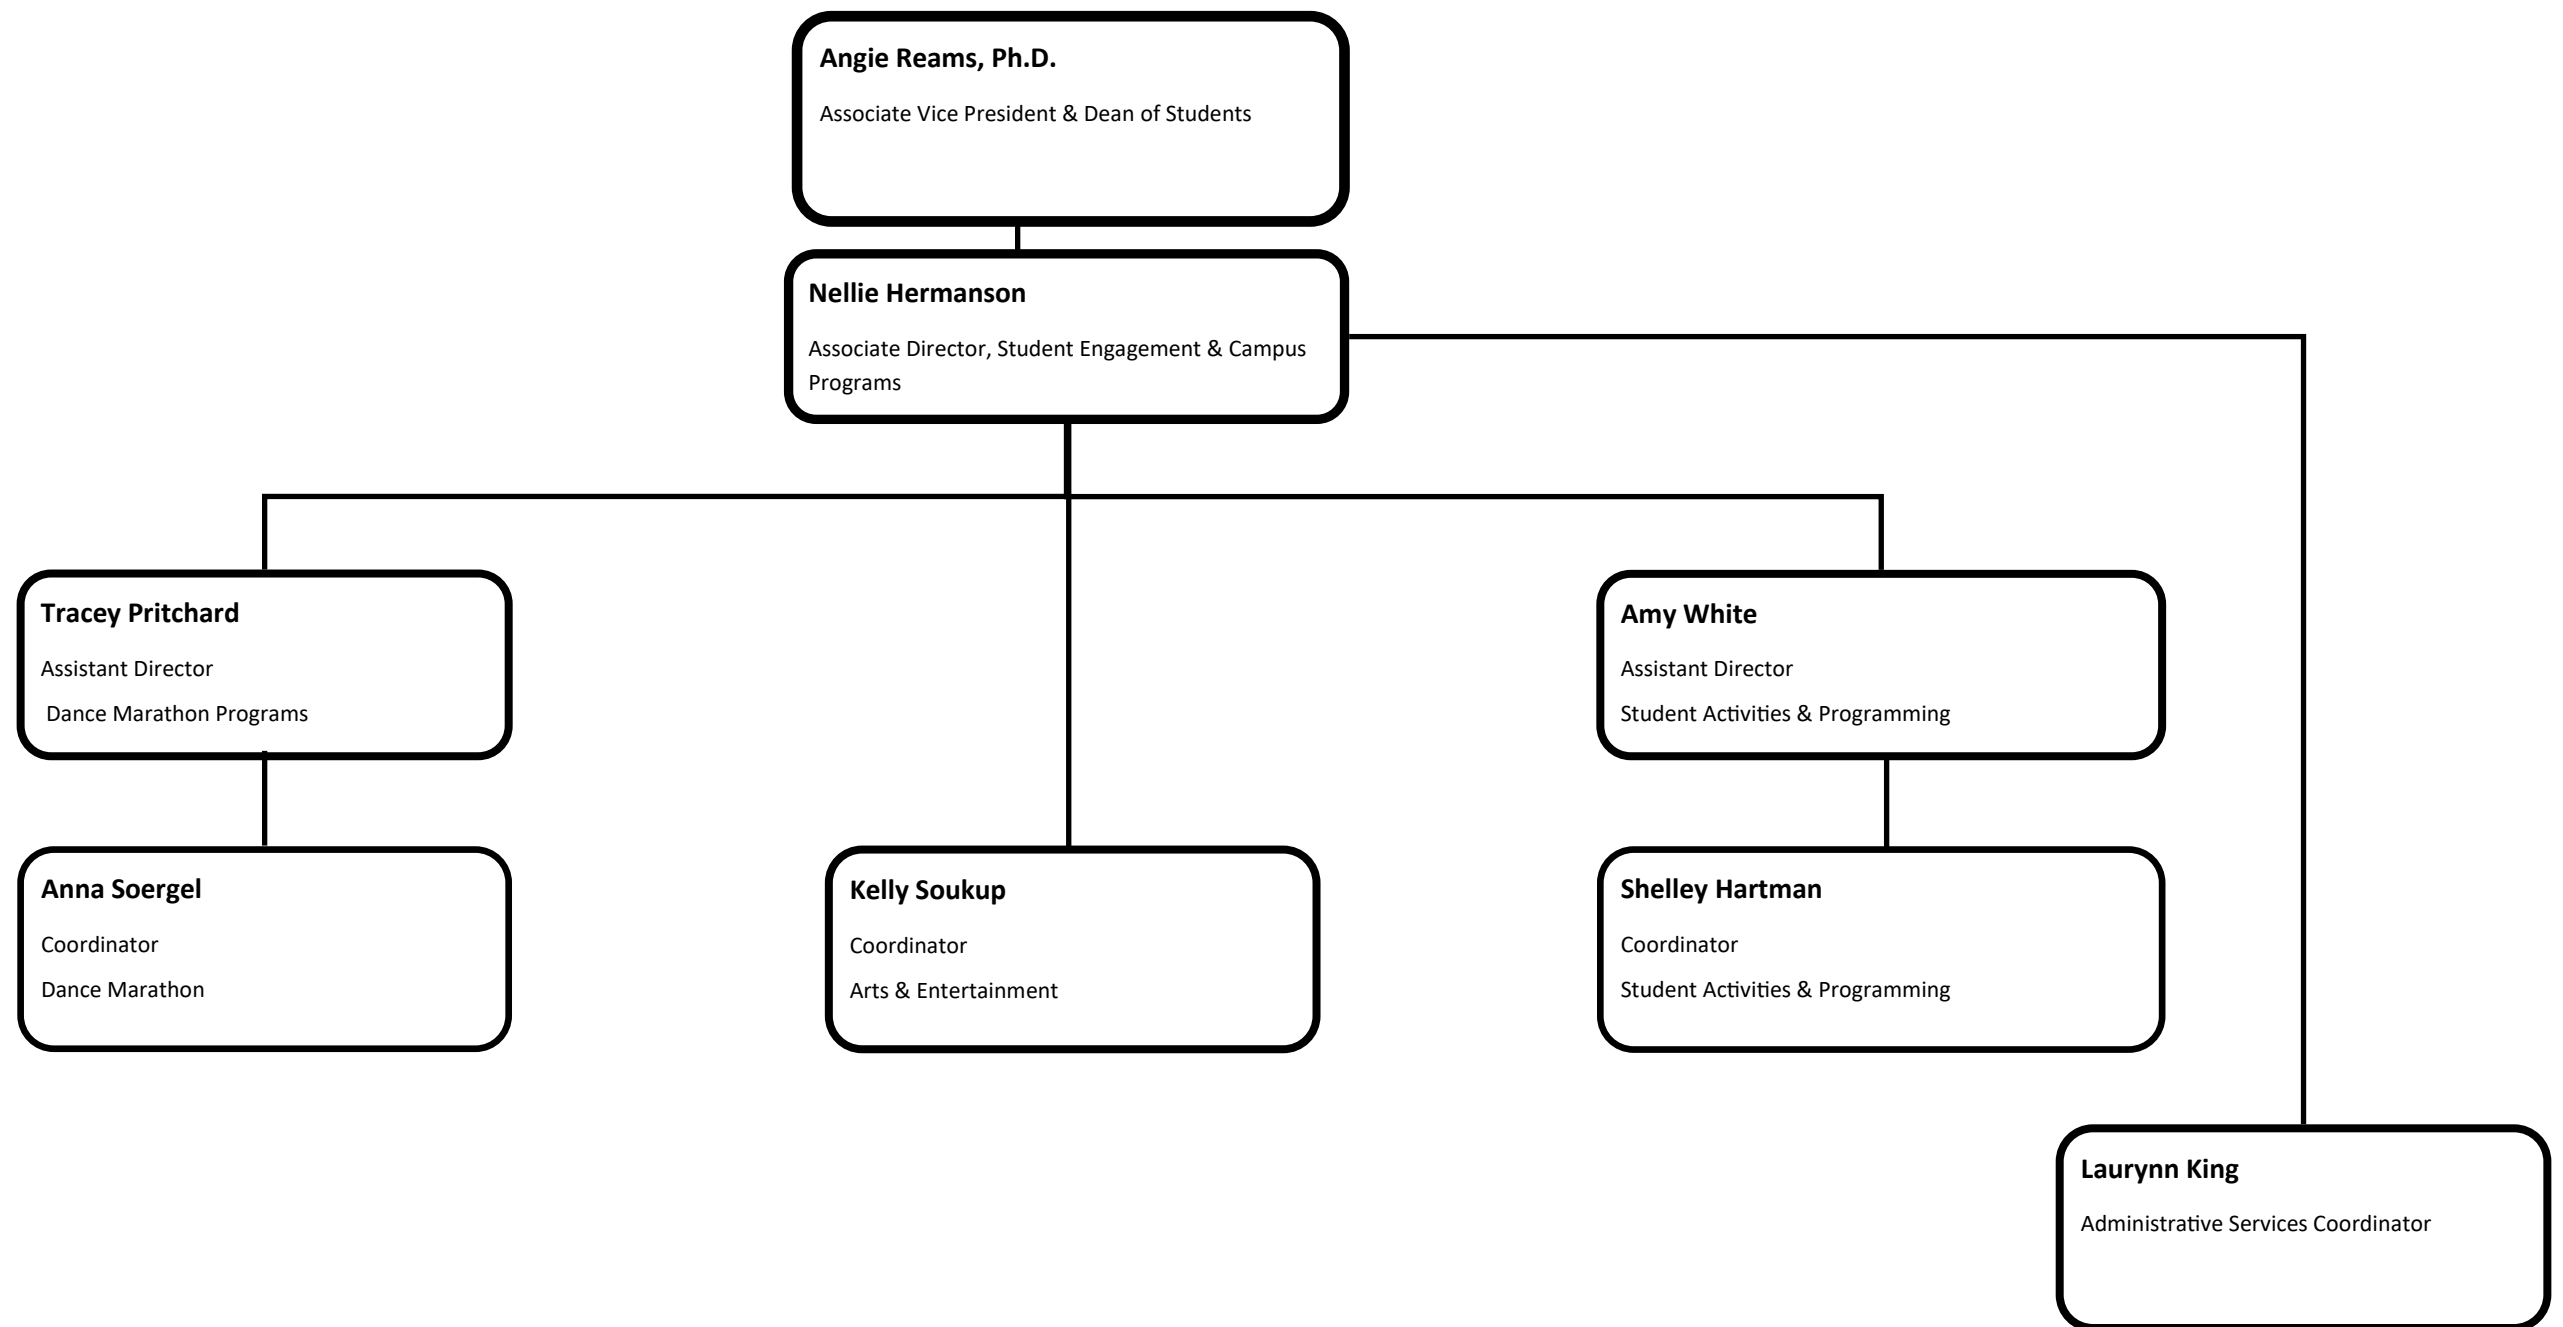 Angie Reams, Ph.D.
Associate Vice President & Dean of Students
Nellie Hermanson
Associate Director, Student Engagement & Campus
Programs
Tracey Pritchard
Assistant Director
Dance Marathon Programs
Amy White
Assistant Director
Student Activities & Programming
Anna Soergel
Coordinator
Dance Marathon
Kelly Soukup
Coordinator
Arts & Entertainment
Shelley Hartman
Coordinator
Student Activities & Programming
Laurynn King
Administrative Services Coordinator